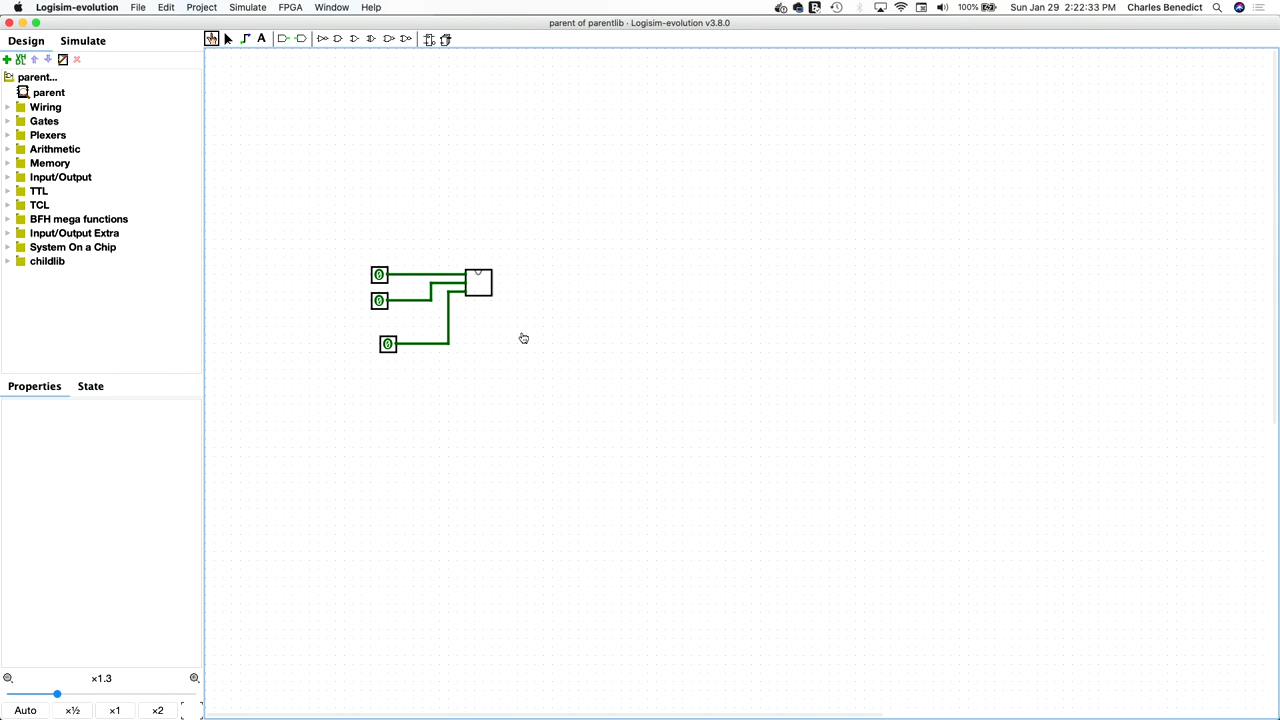 Logisim-evolution File Edit Project Simulate FPGA Window Help 100% Sun Jan 29 2:22:33 PM Charles Benedict
parent of parentlib · Logisim-evolution v3.8.0
Design Simulate
A
parent...
parent
Wiring
Gates
Plexers
Arithmetic
Memory
Input/Output
TTL
TCL
BFH mega functions
Input/Output Extra
System On a Chip
childlib
0
0
0
Properties State
×1.3
Auto ×½ ×1 ×2